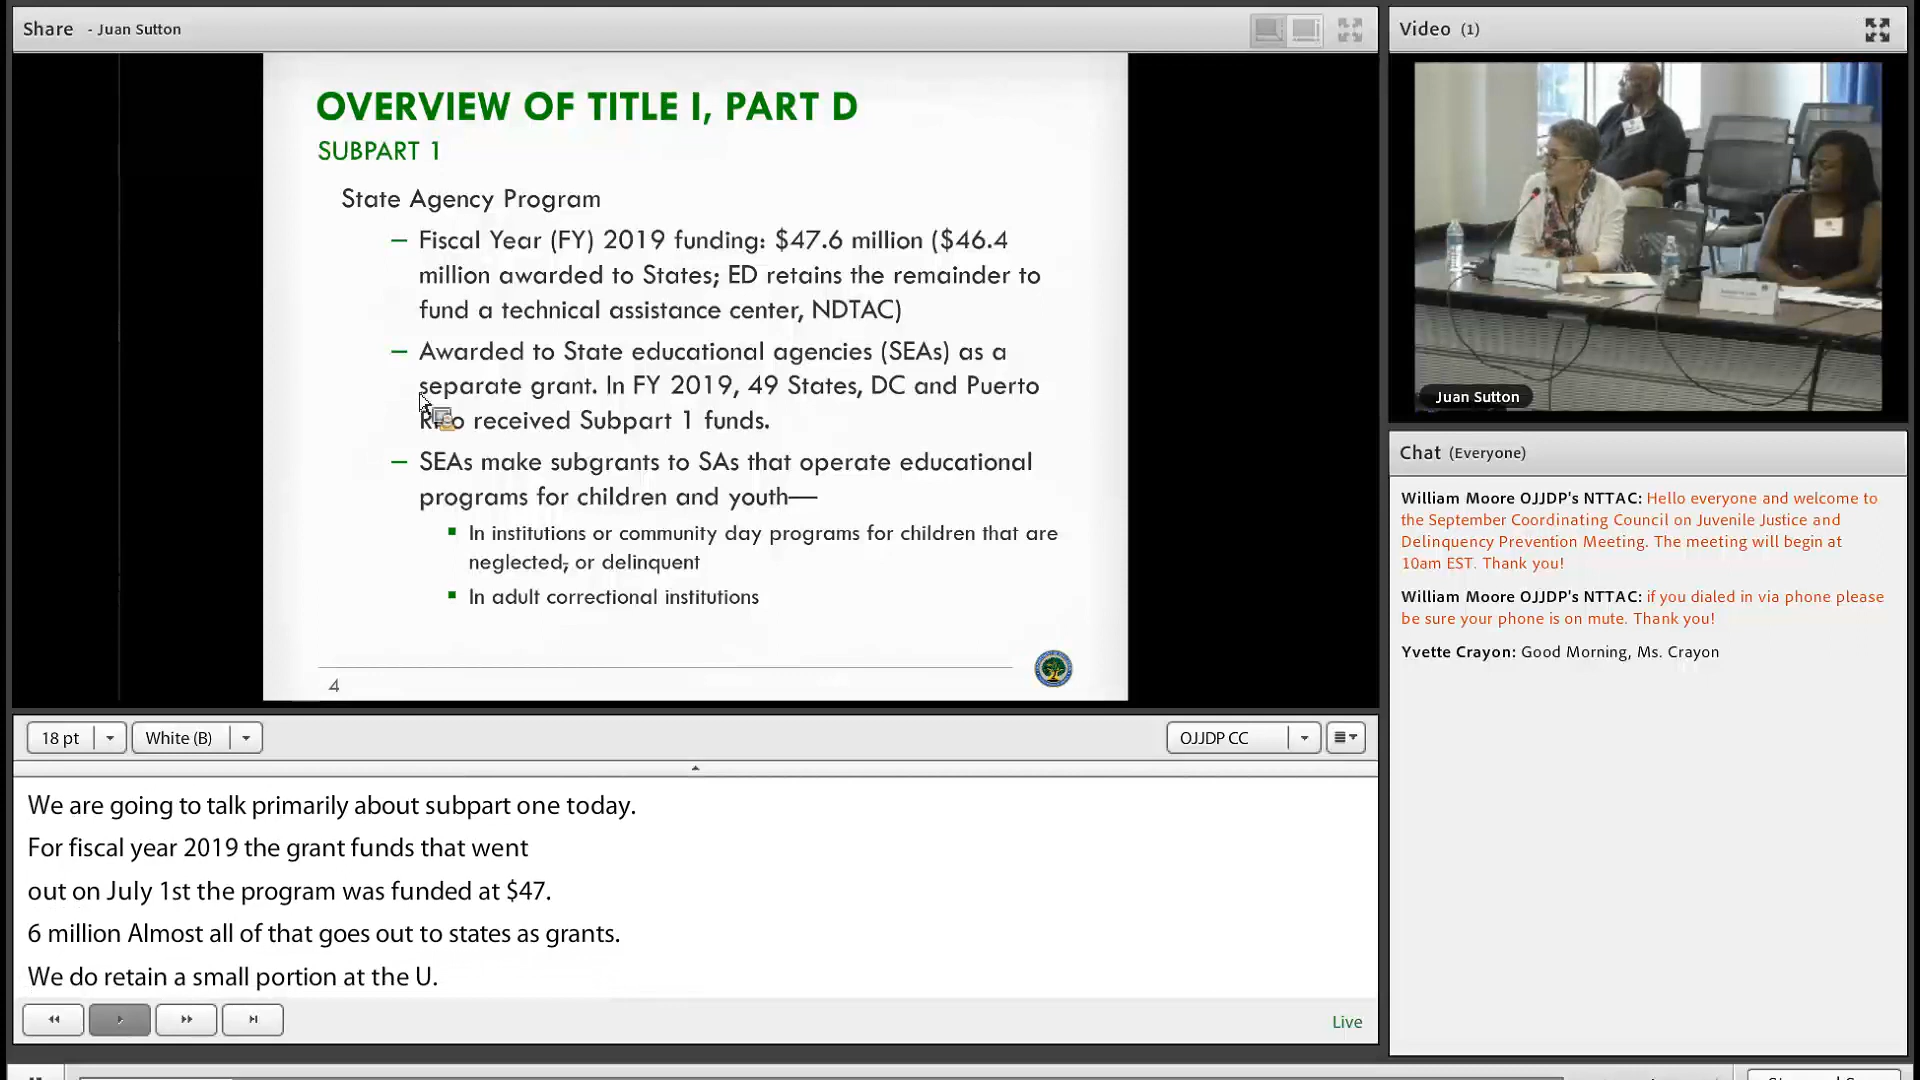 Share - Juan Sutton
OVERVIEW OF TITLE I, PART D
SUBPART 1
State Agency Program
– Fiscal Year (FY) 2019 funding: $47.6 million ($46.4
million awarded to States; ED retains the remainder to
fund a technical assistance center, NDTAC)
– Awarded to State educational agencies (SEAs) as a
separate grant. In FY 2019, 49 States, DC and Puerto
received Subpart 1 funds.
– SEAs make subgrants to SAs that operate educational
programs for children and youth—
▪ In institutions or community day programs for children that are
neglected, or delinquent
▪ In adult correctional institutions
4
18 pt
White (B)
OJJDP CC
We are going to talk primarily about subpart one today.
For fiscal year 2019 the grant funds that went
out on July 1st the program was funded at $47.
6 million Almost all of that goes out to states as grants.
We do retain a small portion at the U.
Live
Video (1)
Juan Sutton
Chat (Everyone)
William Moore OJJDP's NTTAC: Hello everyone and welcome to
the September Coordinating Council on Juvenile Justice and
Delinquency Prevention Meeting. The meeting will begin at
10am EST. Thank you!
William Moore OJJDP's NTTAC: if you dialed in via phone please
be sure your phone is on mute. Thank you!
Yvette Crayon: Good Morning, Ms. Crayon